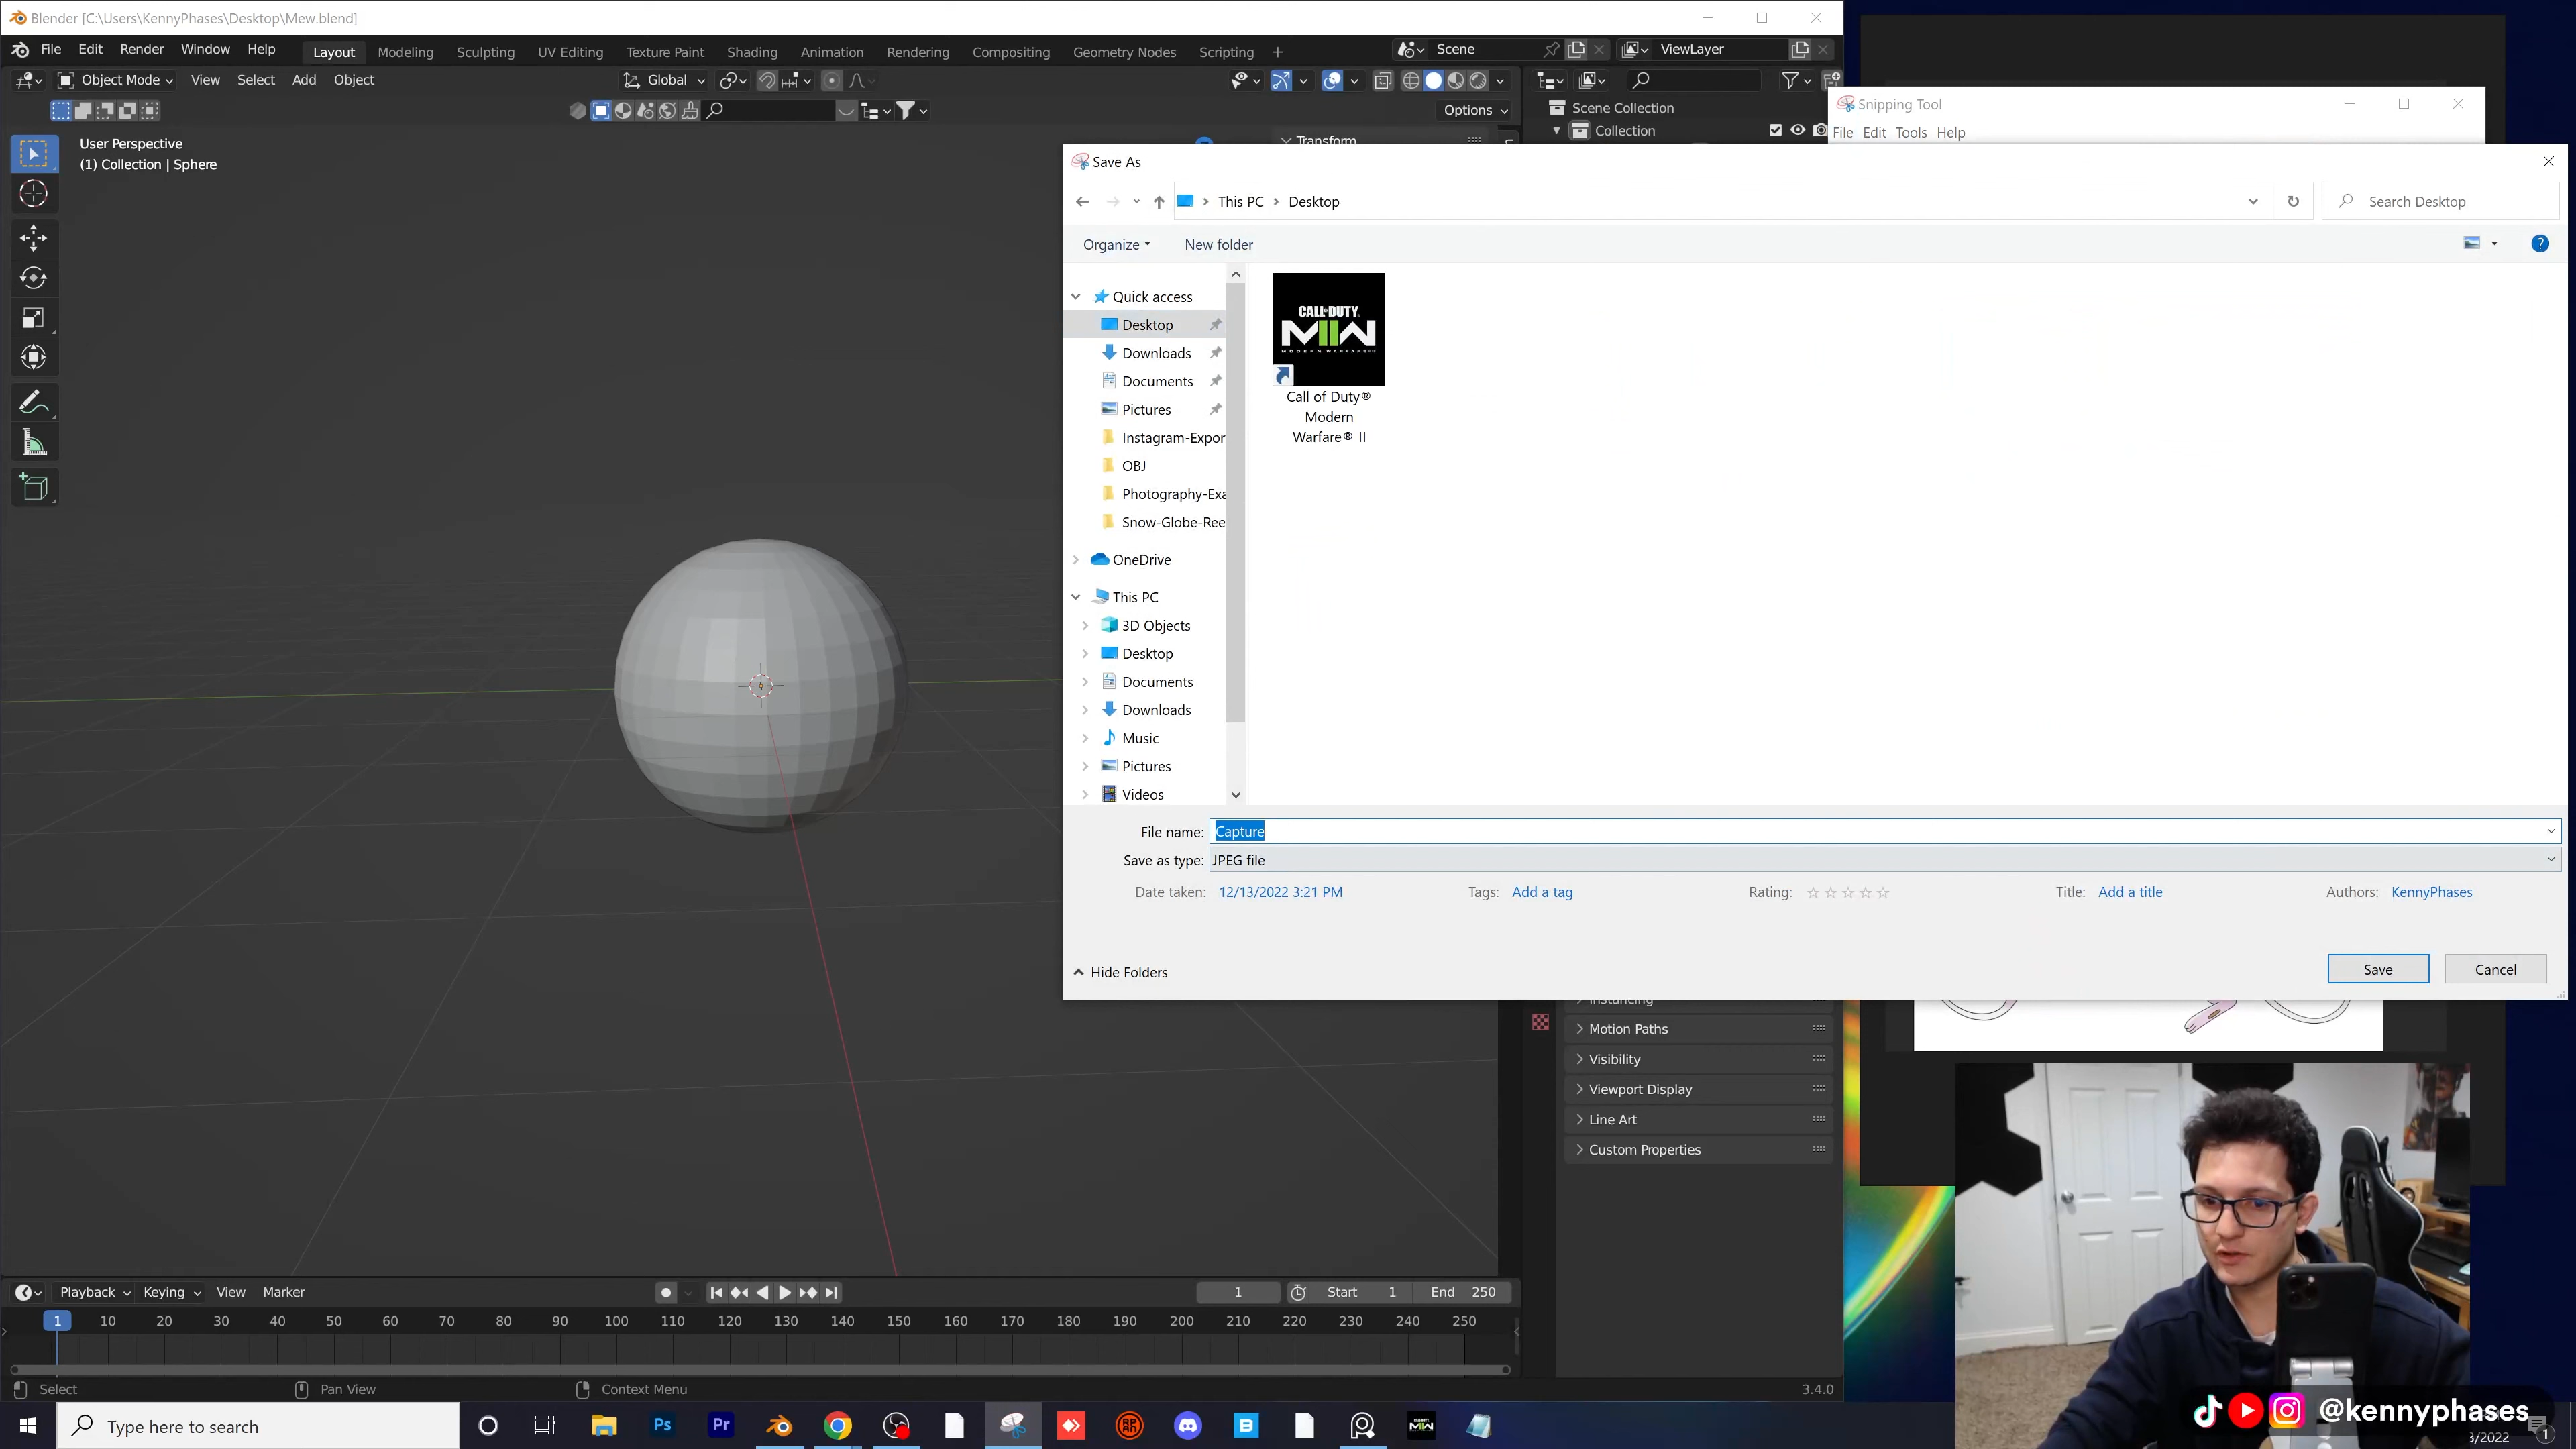 Blender [C:\Users\KennyPhases\Desktop\Mew.blend]
File Edit Render Window Help
Layout Modeling Sculpting UV Editing Texture Paint Shading Animation Rendering Compositing Geometry Nodes Scripting +
Scene
ViewLayer
Object Mode View Select Add Object
Global
Options
Scene Collection
Collection
User Perspective
(1) Collection | Sphere
Transform
Snipping Tool
File Edit Tools Help
Save As
This PC > Desktop
Search Desktop
Organize
New folder
Quick access
Desktop
Downloads
Documents
Pictures
Instagram-Expor
OBJ
Photography-Exa
Snow-Globe-Ree
OneDrive
This PC
3D Objects
Desktop
Documents
Downloads
Music
Pictures
Videos
CALL OF DUTY
MWII
MODERN WARFARE
Call of Duty®
Modern
Warfare® II
File name: Capture
Save as type: JPEG file
Date taken: 12/13/2022 3:21 PM
Tags: Add a tag
Rating:
Title: Add a title
Authors: KennyPhases
Hide Folders
Save
Cancel
Instancing
Motion Paths
Visibility
Viewport Display
Line Art
Custom Properties
Playback Keying View Marker
1
Start 1
End 250
1 10 20 30 40 50 60 70 80 90 100 110 120 130 140 150 160 170 180 190 200 210 220 230 240 250
Select
Pan View
Context Menu
3.4.0
Type here to search
Ps
Pr
@kennyphases
3/2022
1